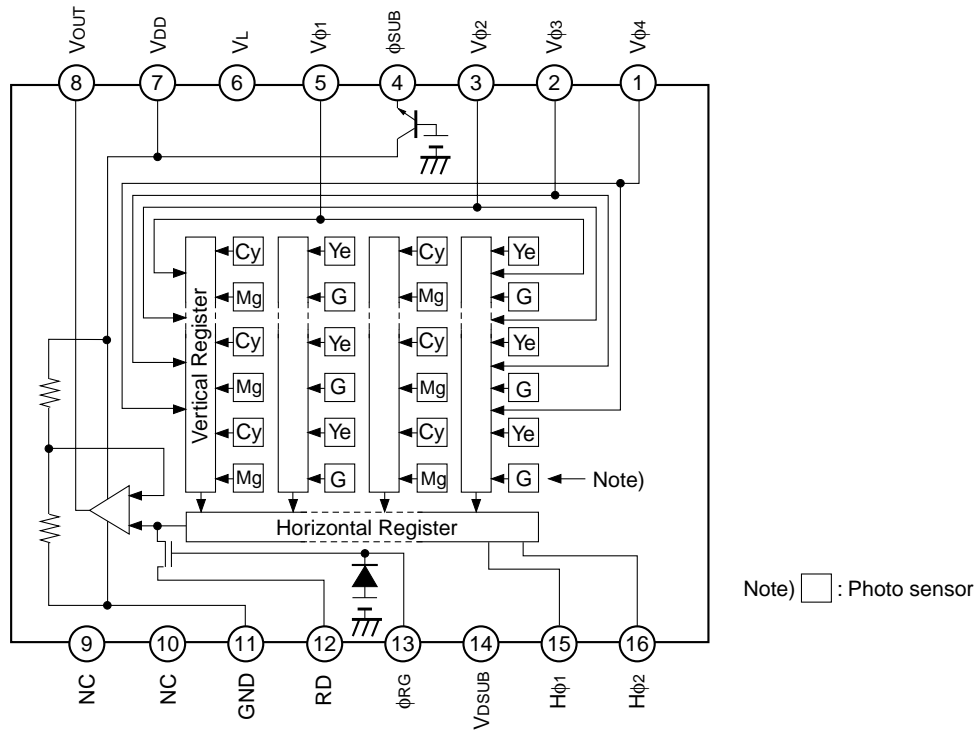 VOUT
VDD
VL
Vϕ1
ϕSUB
Vϕ2
Vϕ3
Vϕ4
8
7
6
5
4
3
2
1
Cy
Ye
Cy
Ye
Mg
G
Mg
G
Cy
Ye
Cy
Ye
Mg
G
Mg
G
Cy
Ye
Cy
Ye
Mg
G
Mg
G
Vertical Register
Note)
Horizontal Register
Note) : Photo sensor
9
10
11
12
13
14
15
16
NC
NC
GND
RD
ϕRG
VDSUB
Hϕ1
Hϕ2